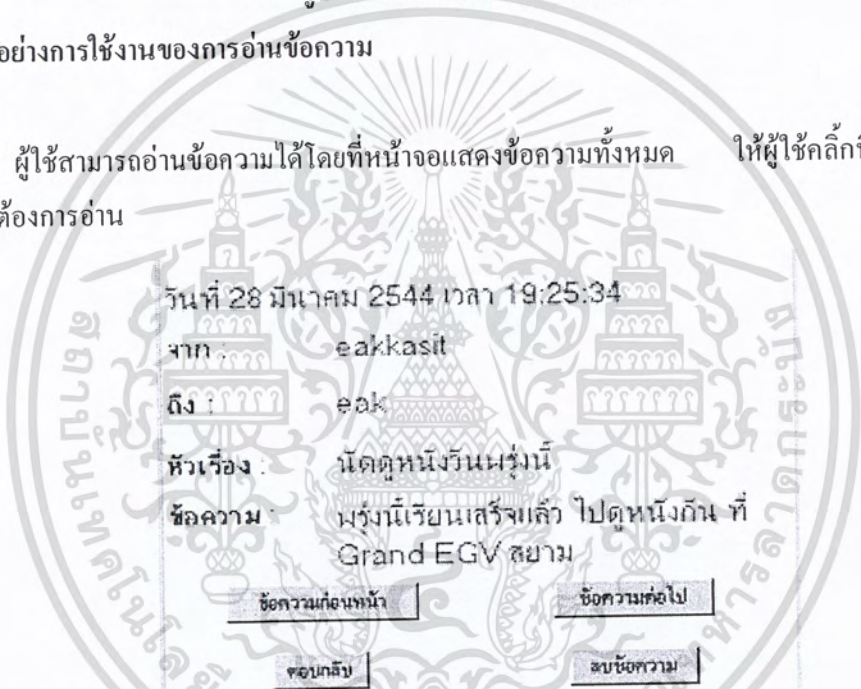 อย่างการใช้งานของการอ่านข้อความ
ผู้ใช้สามารถอ่านข้อความได้โดยที่หน้าจอแสดงข้อความทั้งหมด ให้ผู้ใช้คลิ้กที่
ต้องการอ่าน
วันที่ 28 มีนาคม 2544 เวลา 19:25:34
จาก : eakkasit
ถึง : eak
หัวเรื่อง : นัดดูหนังวันพรุ่งนี้
ข้อความ : พรุ่งนี้เรียนเสร็จแล้ว ไปดูหนังกัน ที่
Grand EGV สยาม
ข้อความก่อนหน้า ข้อความต่อไป
ตอบกลับ ลบข้อความ